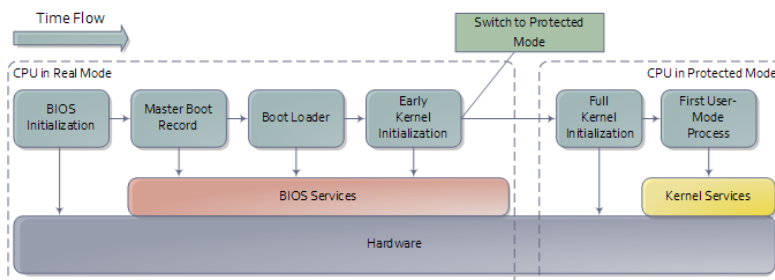 Time Flow
Switch to Protected
Mode
CPU in Real Mode
CPU in Protected Mode
BIOS
Initialization
Master Boot
Record
Boot Loader
Early
Kernel
Initialization
Full
Kernel
Initialization
First User-
Mode
Process
BIOS Services
Kernel Services
Hardware